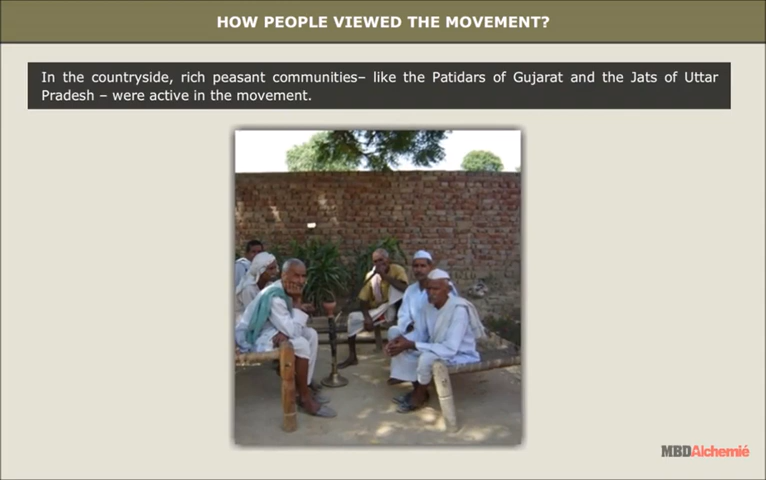 HOW PEOPLE VIEWED THE MOVEMENT?
In the countryside, rich peasant communities– like the Patidars of Gujarat and the Jats of Uttar
Pradesh – were active in the movement.
MBDAlchemié